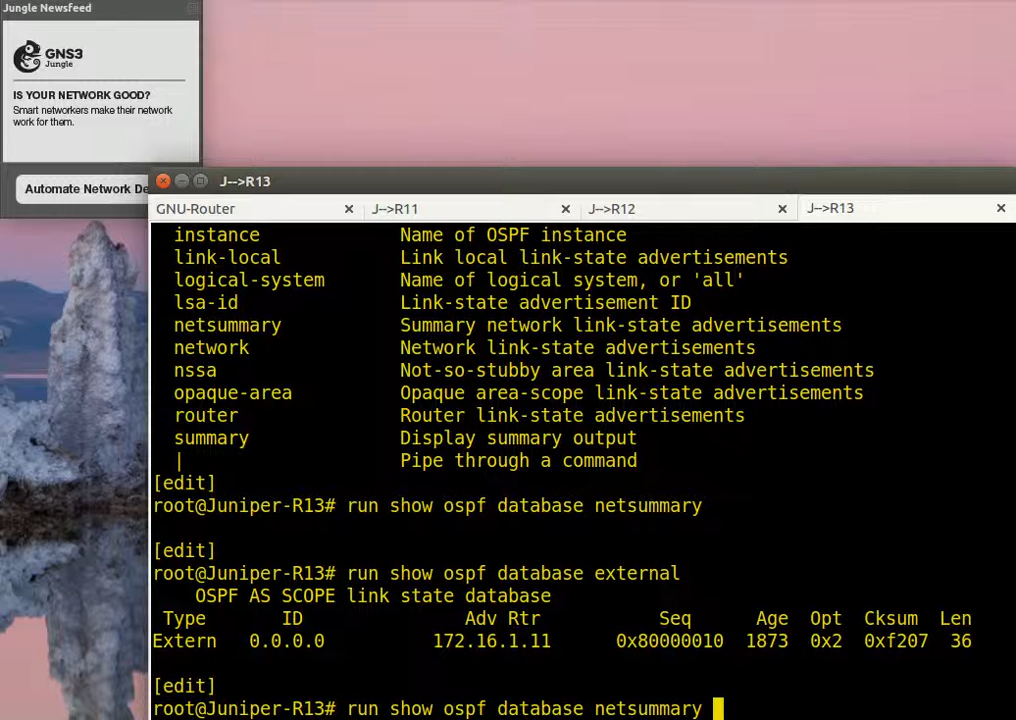 Jungle Newsfeed
GNS3
Jungle
IS YOUR NETWORK GOOD?
Smart networkers make their network
work for them.
Automate Network De
J-->R13
GNU-Router
J-->R11
J-->R12
J-->R13
instance Name of OSPF instance
link-local Link local link-state advertisements
logical-system Name of logical system, or 'all'
lsa-id Link-state advertisement ID
netsummary Summary network link-state advertisements
network Network link-state advertisements
nssa Not-so-stubby area link-state advertisements
opaque-area Opaque area-scope link-state advertisements
router Router link-state advertisements
summary Display summary output
| Pipe through a command
[edit]
root@Juniper-R13# run show ospf database netsummary
[edit]
root@Juniper-R13# run show ospf database external
OSPF AS SCOPE link state database
Type ID Adv Rtr Seq Age Opt Cksum Len
Extern 0.0.0.0 172.16.1.11 0x80000010 1873 0x2 0xf207 36
[edit]
root@Juniper-R13# run show ospf database netsummary